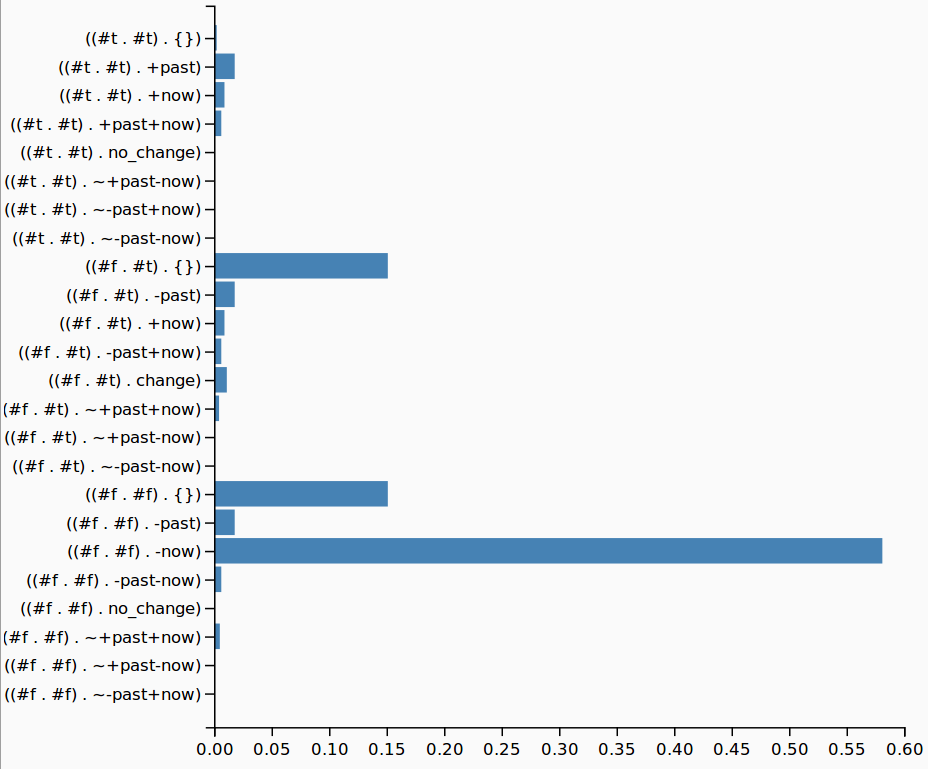 ((#t . #t) . {})
((#t . #t) . +past)
((#t . #t) . +now)
((#t . #t) . +past+now)
((#t . #t) . no_change)
((#t . #t) . ~+past-now)
((#t . #t) . ~-past+now)
((#t . #t) . ~-past-now)
((#f . #t) . {})
((#f . #t) . -past)
((#f . #t) . +now)
((#f . #t) . -past+now)
((#f . #t) . change)
(#f . #t) . ~+past+now)
((#f . #t) . ~+past-now)
((#f . #t) . ~-past-now)
((#f . #f) . {})
((#f . #f) . -past)
((#f . #f) . -now)
((#f . #f) . -past-now)
((#f . #f) . no_change)
(#f . #f) . ~+past+now)
((#f . #f) . ~+past-now)
((#f . #f) . ~-past+now)
0.00 0.05 0.10 0.15 0.20 0.25 0.30 0.35 0.40 0.45 0.50 0.55 0.60